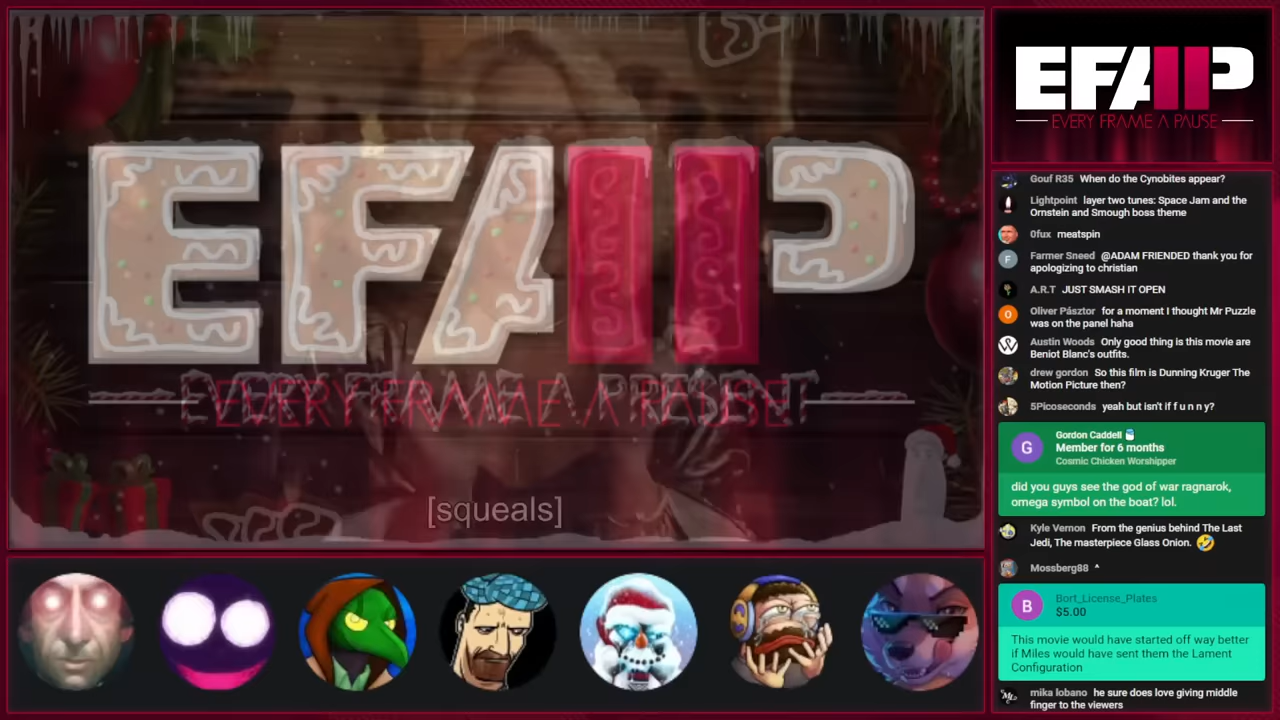 EFAP
EVERY FRAME A PAUSE
[squeals]
EFAP
EVERY FRAME A PAUSE
Gouf R35 When do the Cynobites appear?
Lightpoint layer two tunes: Space Jam and the
Ornstein and Smough boss theme
0fux meatspin
F
Farmer Sneed @ADAM FRIENDED thank you for
apologizing to christian
A.R.T JUST SMASH IT OPEN
O
Oliver Pásztor for a moment I thought Mr Puzzle
was on the panel haha
Austin Woods Only good thing is this movie are
Beniot Blanc's outfits.
drew gordon So this film is Dunning Kruger The
Motion Picture then?
5Picoseconds yeah but isn't if f u n n y?
G
Gordon Caddell
Member for 6 months
Cosmic Chicken Worshipper
did you guys see the god of war ragnarok,
omega symbol on the boat? lol.
Kyle Vernon From the genius behind The Last
Jedi, The masterpiece Glass Onion. 🤣
Mossberg88 ^
B
Bort_License_Plates
$5.00
This movie would have started off way better
if Miles would have sent them the Lament
Configuration
mika lobano he sure does love giving middle
finger to the viewers